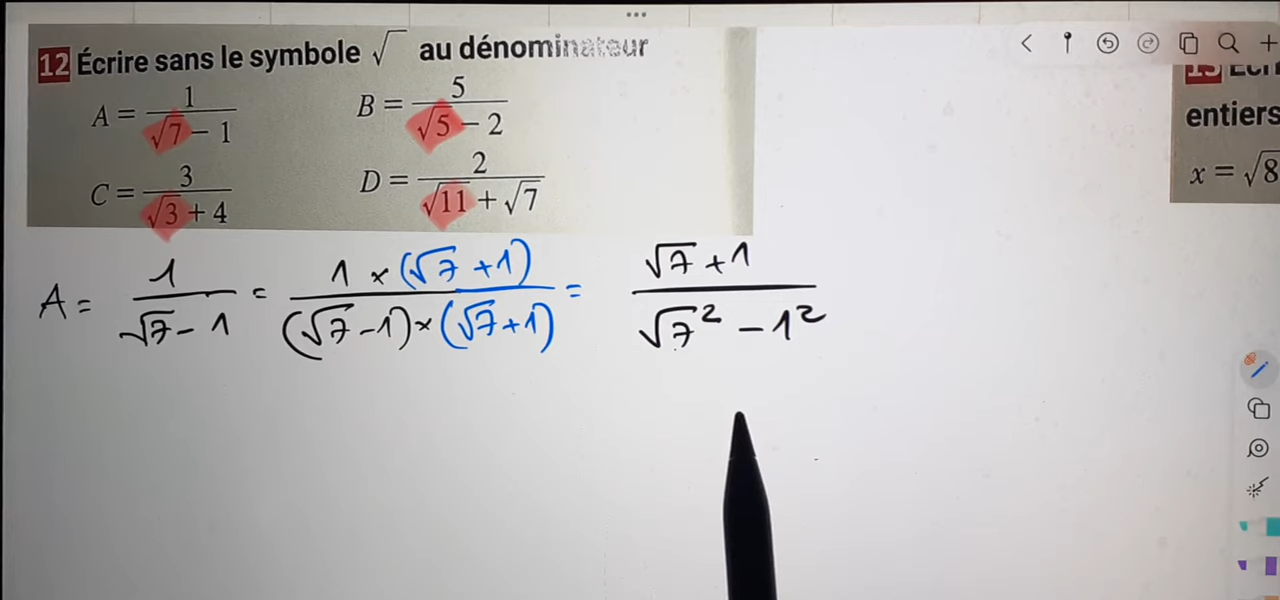 12 Écrire sans le symbole √ au dénominateur
A = 1/(√7 − 1) B = 5/(√5 − 2)
C = 3/(√3 + 4) D = 2/(√11 + √7)
entiers
x = √8
A = 1/(√7 − 1) = 1 × (√7 + 1)/((√7 − 1) × (√7 + 1)) = (√7 + 1)/(√7² − 1²)